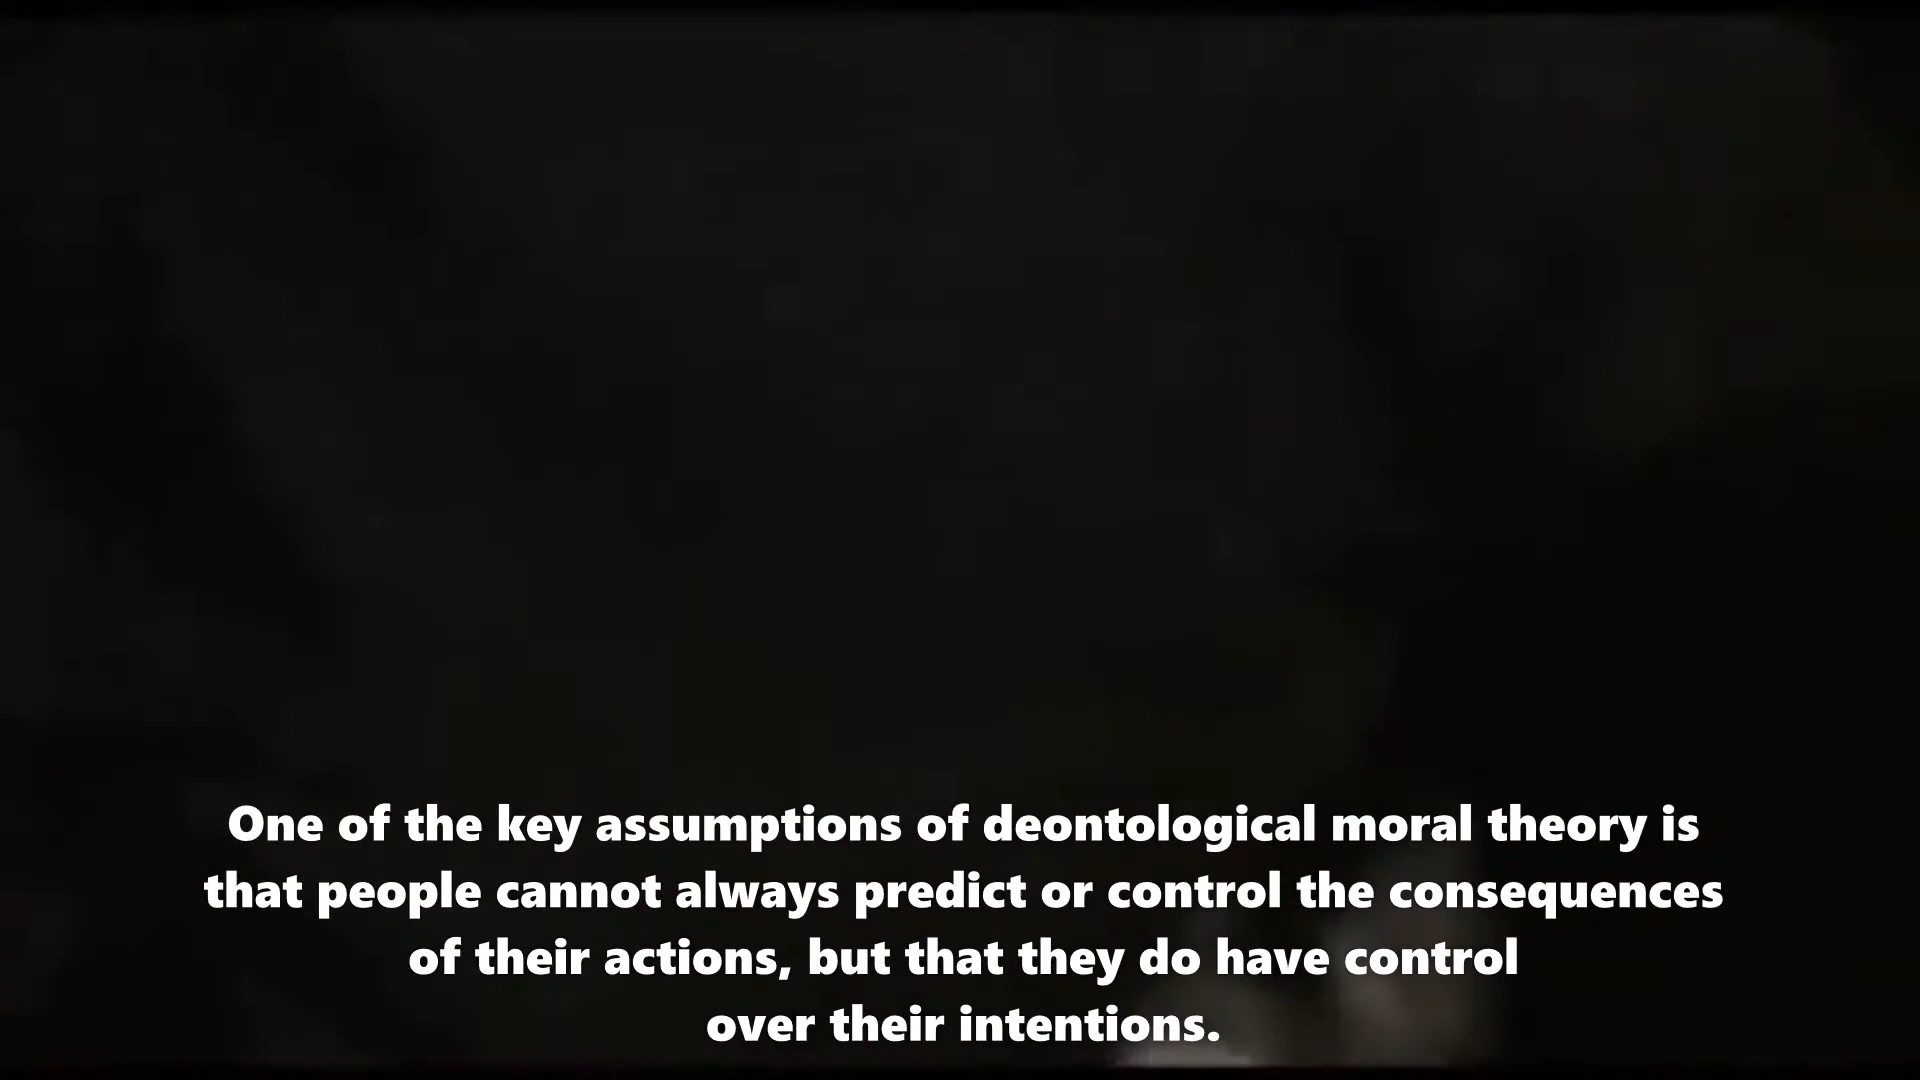 One of the key assumptions of deontological moral theory is
that people cannot always predict or control the consequences
of their actions, but that they do have control
over their intentions.